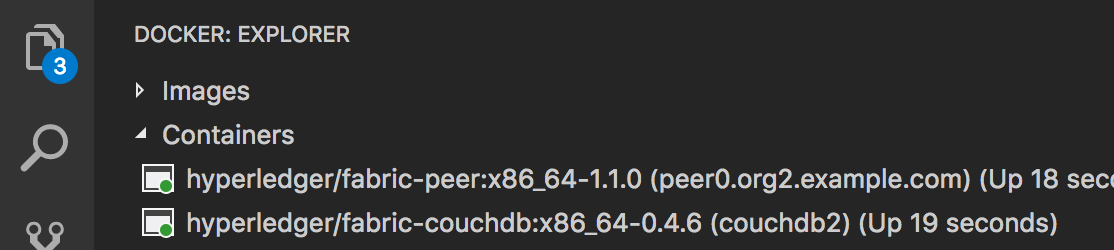 DOCKER: EXPLORER
3
Images
Containers
hyperledger/fabric-peer:x86_64-1.1.0 (peer0.org2.example.com) (Up 18
hyperledger/fabric-couchdb:x86_64-0.4.6 (couchdb2) (Up 19 seconds)